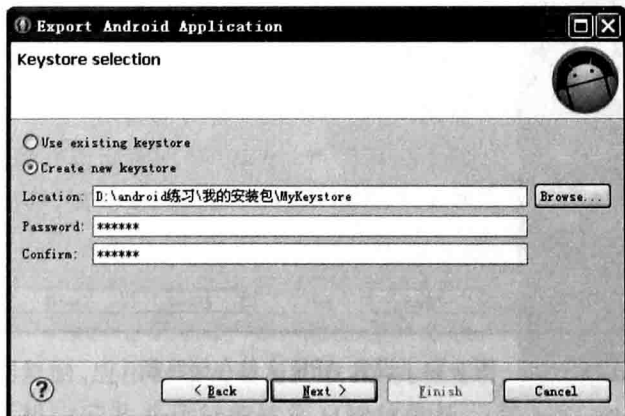 Export Android Application
Keystore selection
Use existing keystore
Create new keystore
Location: D:\android练习\我的安装包\MyKeystore Browse...
Password: ******
Confirm: ******
? < Back Next > Finish Cancel